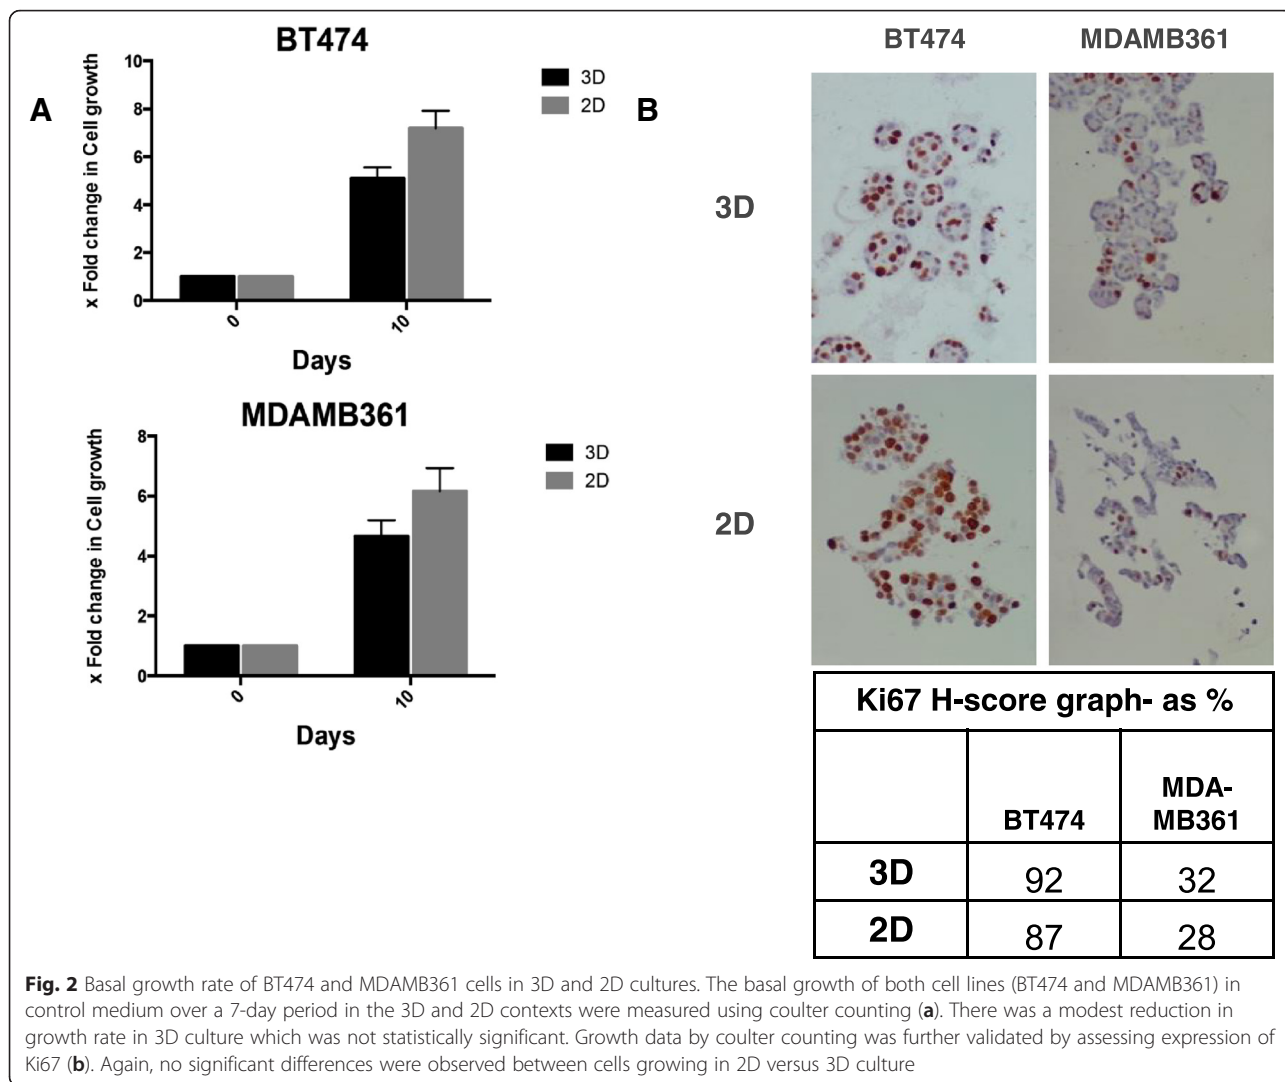 A
BT474
x Fold change in Cell growth
10
8
6
4
2
0
0
10
Days
3D
2D
MDAMB361
x Fold change in Cell growth
8
6
4
2
0
0
10
Days
3D
2D
B
BT474 MDAMB361
3D
2D
Ki67 H-score graph- as %
BT474 MDA-
MB361
3D 92 32
2D 87 28
Fig. 2 Basal growth rate of BT474 and MDAMB361 cells in 3D and 2D cultures. The basal growth of both cell lines (BT474 and MDAMB361) in
control medium over a 7-day period in the 3D and 2D contexts were measured using coulter counting (a). There was a modest reduction in
growth rate in 3D culture which was not statistically significant. Growth data by coulter counting was further validated by assessing expression of
Ki67 (b). Again, no significant differences were observed between cells growing in 2D versus 3D culture